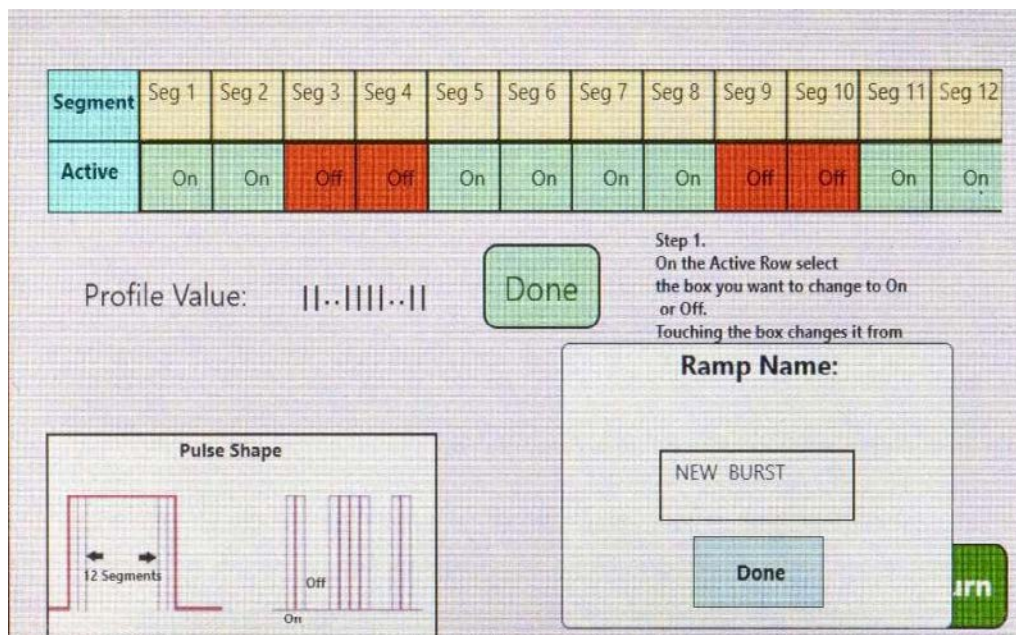 Segment Seg 1 Seg 2 Seg 3 Seg 4 Seg 5 Seg 6 Seg 7 Seg 8 Seg 9 Seg 10 Seg 11 Seg 12
Active On On Off Off On On On On Off Off On On
Profile Value: ||..||||..||
Done
Step 1.
On the Active Row select
the box you want to change to On
or Off.
Touching the box changes it from
Ramp Name:
NEW BURST
Done
urn
Pulse Shape
12 Segments
Off
On